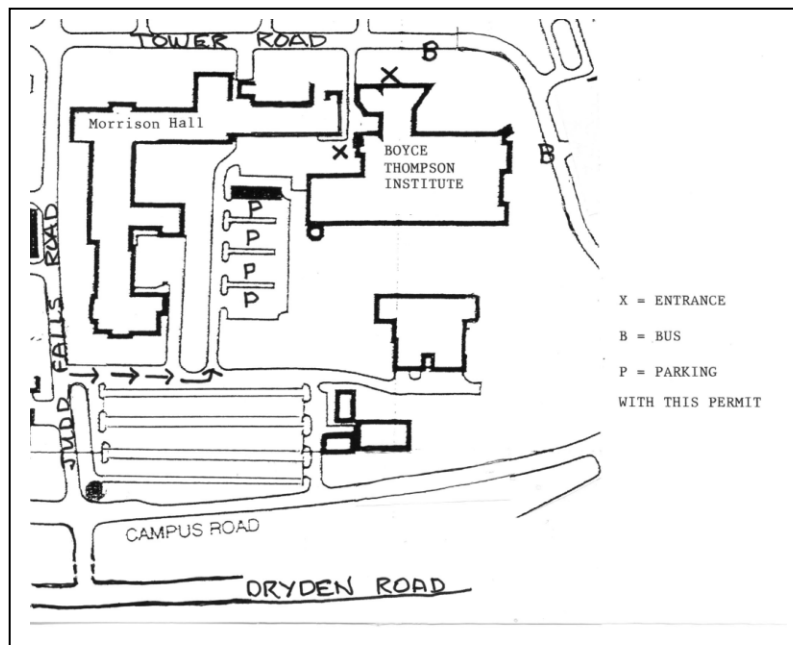 TOWER ROAD
B
X
Morrison Hall
X
BOYCE
THOMPSON
INSTITUTE
B
P
P
P
P
JUDD FALLS ROAD
X = ENTRANCE
B = BUS
P = PARKING
WITH THIS PERMIT
CAMPUS ROAD
DRYDEN ROAD